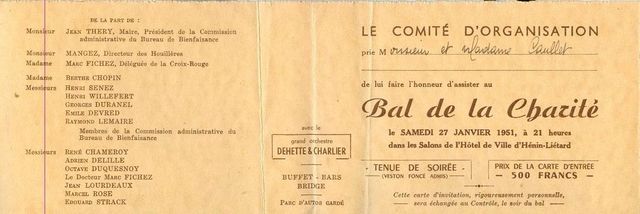 DE LA PART DE :
Monsieur JEAN THERY, Maire, Président de la Commission
administrative du Bureau de Bienfaisance
Monsieur MANGEZ, Directeur des Houillères
Madame MARC FICHEZ, Déléguée de la Croix-Rouge
Madame BERTHE CHOPIN
Messieurs HENRI SENEZ
HENRI WILLEFERT
GEORGES DURANEL
EMILE DEVRED
RAYMOND LEMAIRE
Membres de la Commission administrative du
Bureau de Bienfaisance
Messieurs RENÉ CHAMEROY
ADRIEN DELILLE
OCTAVE DUQUESNOY
Le Docteur MARC FICHEZ
JEAN LOURDEAUX
MARCEL ROSE
EDOUARD STRACK
avec le
grand orchestre
DEHETTE & CHARLIER
BUFFET - BARS
BRIDGE
PARC D'AUTOS GARDÉ
LE COMITÉ D'ORGANISATION
prie Monsieur et Madame Caullet
de lui faire l'honneur d'assister au
Bal de la Charité
le SAMEDI 27 JANVIER 1951, à 21 heures
dans les Salons de l'Hôtel de Ville d'Hénin-Liétard
TENUE DE SOIRÉE
(VESTON FONCÉ ADMIS)
PRIX DE LA CARTE D'ENTRÉE
500 FRANCS
Cette carte d'invitation, rigoureusement personnelle,
sera échangée au Contrôle, le soir du bal